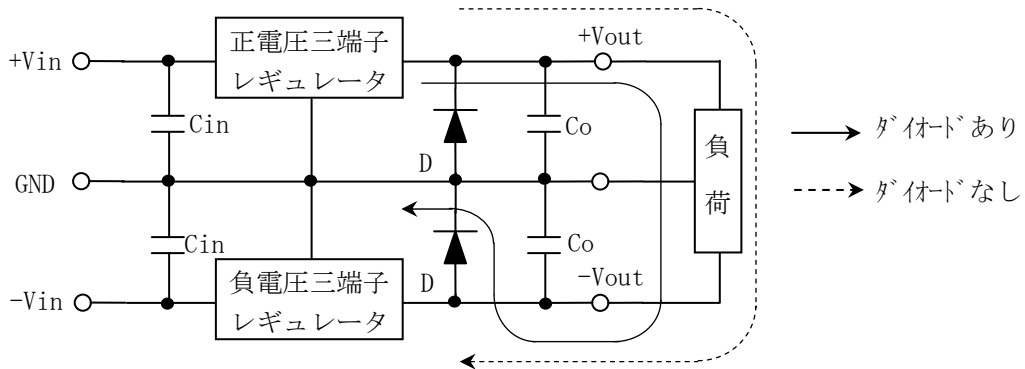 正電圧三端子
レギュレータ
+Vin
+Vout
Cin
Co
D
GND
負
荷
ダイオードあり
ダイオードなし
Cin
Co
-Vout
D
-Vin
負電圧三端子
レギュレータ